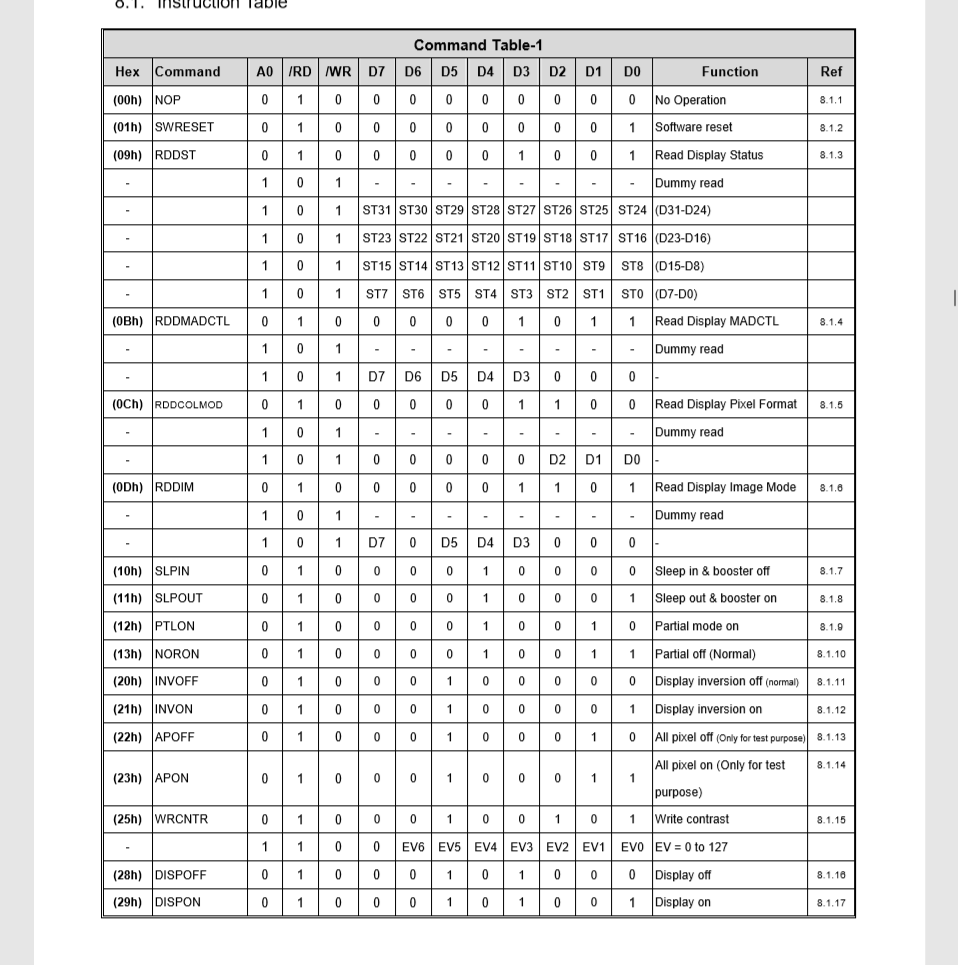 8.1. Instruction Table
Command Table-1
Hex Command A0 /RD /WR D7 D6 D5 D4 D3 D2 D1 D0 Function Ref
(00h) NOP 0 1 0 0 0 0 0 0 0 0 0 No Operation 8.1.1
(01h) SWRESET 0 1 0 0 0 0 0 0 0 0 1 Software reset 8.1.2
(09h) RDDST 0 1 0 0 0 0 0 1 0 0 1 Read Display Status 8.1.3
- 1 0 1 - - - - - - - - Dummy read
- 1 0 1 ST31 ST30 ST29 ST28 ST27 ST26 ST25 ST24 (D31-D24)
- 1 0 1 ST23 ST22 ST21 ST20 ST19 ST18 ST17 ST16 (D23-D16)
- 1 0 1 ST15 ST14 ST13 ST12 ST11 ST10 ST9 ST8 (D15-D8)
- 1 0 1 ST7 ST6 ST5 ST4 ST3 ST2 ST1 ST0 (D7-D0)
(0Bh) RDDMADCTL 0 1 0 0 0 0 0 1 0 1 1 Read Display MADCTL 8.1.4
- 1 0 1 - - - - - - - - Dummy read
- 1 0 1 D7 D6 D5 D4 D3 0 0 0 -
(0Ch) RDDCOLMOD 0 1 0 0 0 0 0 1 1 0 0 Read Display Pixel Format 8.1.5
- 1 0 1 - - - - - - - - Dummy read
- 1 0 1 0 0 0 0 0 D2 D1 D0 -
(0Dh) RDDIM 0 1 0 0 0 0 0 1 1 0 1 Read Display Image Mode 8.1.6
- 1 0 1 - - - - - - - - Dummy read
- 1 0 1 D7 0 D5 D4 D3 0 0 0 -
(10h) SLPIN 0 1 0 0 0 0 1 0 0 0 0 Sleep in & booster off 8.1.7
(11h) SLPOUT 0 1 0 0 0 0 1 0 0 0 1 Sleep out & booster on 8.1.8
(12h) PTLON 0 1 0 0 0 0 1 0 0 1 0 Partial mode on 8.1.9
(13h) NORON 0 1 0 0 0 0 1 0 0 1 1 Partial off (Normal) 8.1.10
(20h) INVOFF 0 1 0 0 0 1 0 0 0 0 0 Display inversion off (normal) 8.1.11
(21h) INVON 0 1 0 0 0 1 0 0 0 0 1 Display inversion on 8.1.12
(22h) APOFF 0 1 0 0 0 1 0 0 0 1 0 All pixel off (Only for test purpose) 8.1.13
(23h) APON 0 1 0 0 0 1 0 0 0 1 1 All pixel on (Only for test 8.1.14
purpose)
(25h) WRCNTR 0 1 0 0 0 1 0 0 1 0 1 Write contrast 8.1.15
- 1 1 0 0 EV6 EV5 EV4 EV3 EV2 EV1 EV0 EV = 0 to 127
(28h) DISPOFF 0 1 0 0 0 1 0 1 0 0 0 Display off 8.1.16
(29h) DISPON 0 1 0 0 0 1 0 1 0 0 1 Display on 8.1.17